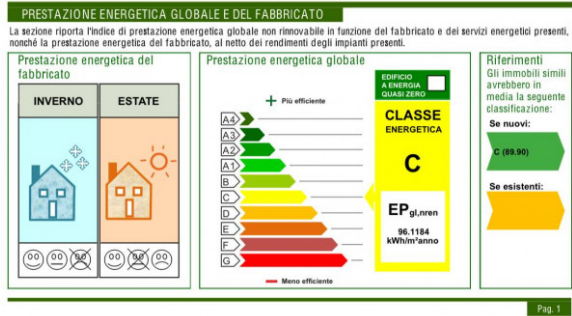 PRESTAZIONE ENERGETICA GLOBALE E DEL FABBRICATO
La sezione riporta l'indice di prestazione energetica globale non rinnovabile in funzione del fabbricato e dei servizi energetici presenti,
nonché la prestazione energetica del fabbricato, al netto dei rendimenti degli impianti presenti.
Prestazione energetica del
fabbricato
INVERNO
ESTATE
Prestazione energetica globale
+ Più efficiente
A4
A3
A2
A1
B
C
D
E
F
G
Meno efficiente
EDIFICIO
A ENERGIA
QUASI ZERO
CLASSE
ENERGETICA
C
EPgl,nren
96.1184
kWh/m²anno
Riferimenti
Gli immobili simili
avrebbero in
media la seguente
classificazione:
Se nuovi:
C (89.90)
Se esistenti:
Pag. 1